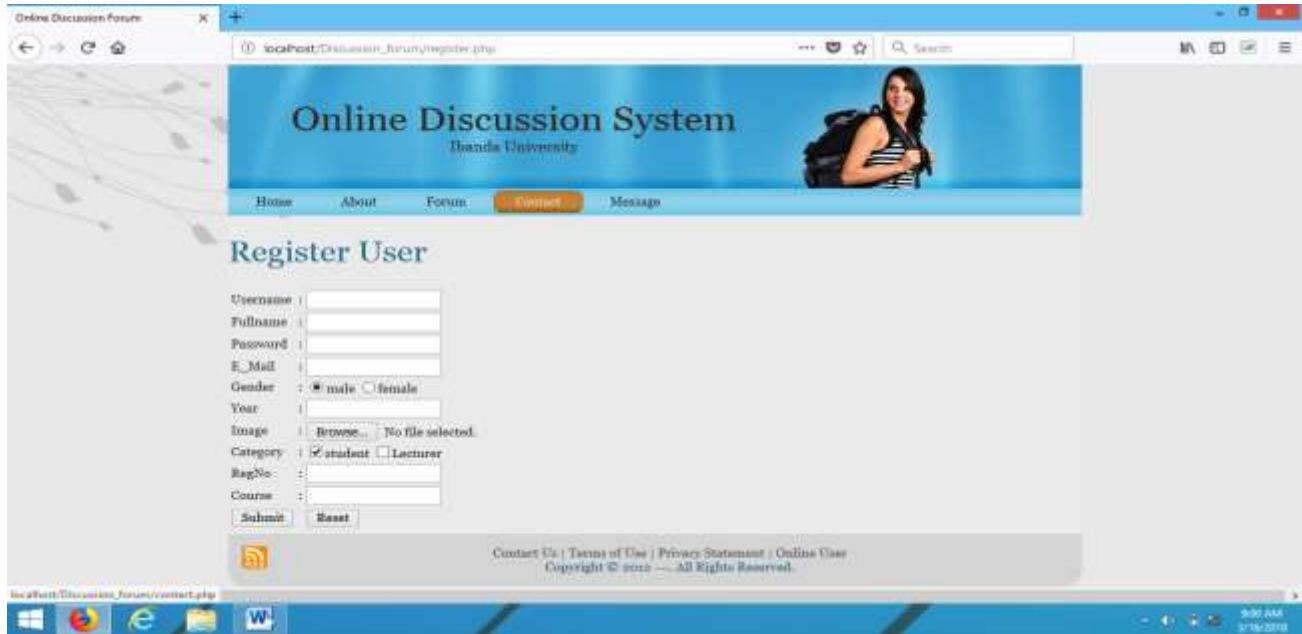 Online Discussion Forum
localhost/Discussion_forum/register.php
Search
Online Discussion System
Ibanda University
Home About Forum Contact Message
Register User
Username :
Fullname :
Password :
E_Mail :
Gender : male female
Year :
Image : Browse... No file selected.
Category : student Lecturer
RegNo :
Course :
Submit Reset
Contact Us | Terms of Use | Privacy Statement | Online User
Copyright © 2012 —. All Rights Reserved.
localhost/Discussion_forum/contact.php
W
9:00 AM